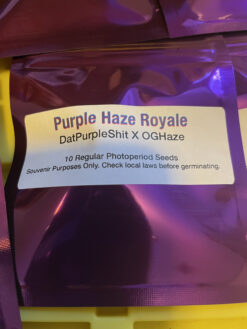 Purple Haze Royale
DatPurpleShit X OGHaze
10 Regular Photoperiod Seeds
Souvenir Purposes Only. Check local laws before germinating.